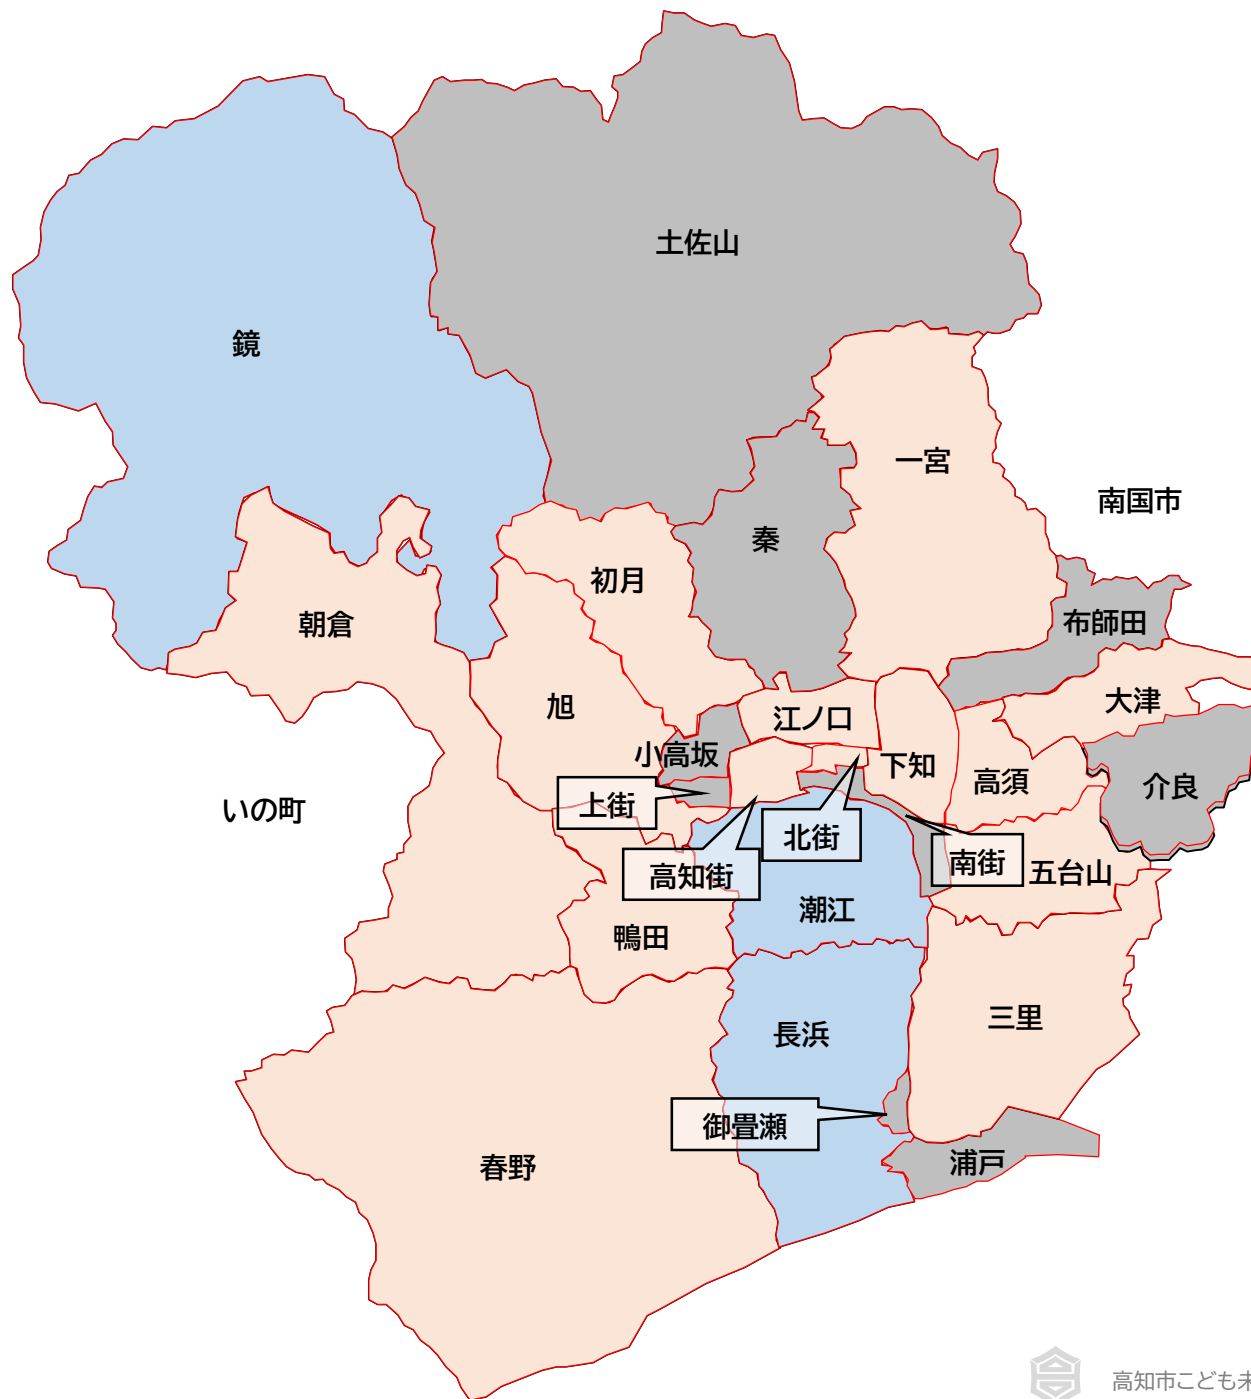 土佐山
鏡
一宮
南国市
秦
初月
布師田
朝倉
大津
旭
江ノ口
小高坂
下知
高須
介良
上街
いの町
北街
南街
高知街
五台山
潮江
鴨田
三里
長浜
御畳瀬
浦戸
春野
高知市こども未